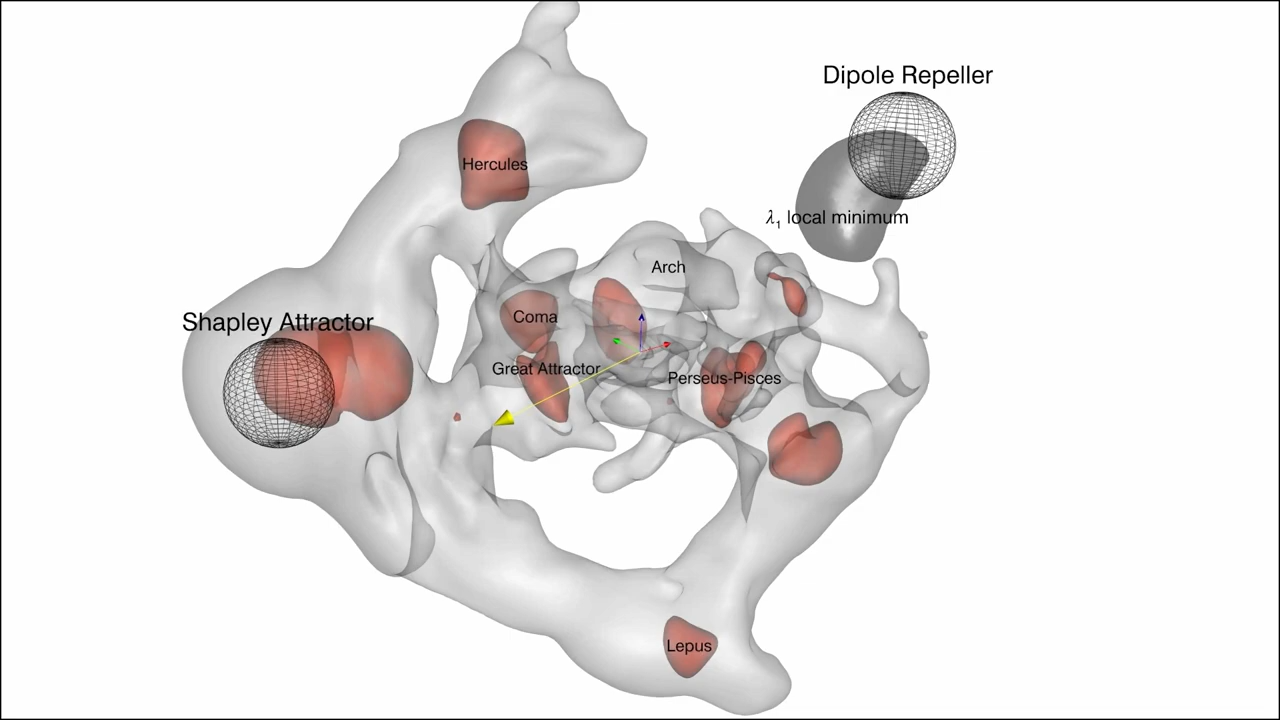 Dipole Repeller
Hercules
λ₁ local minimum
Arch
Coma
Shapley Attractor
Great Attractor
Perseus-Pisces
Lepus